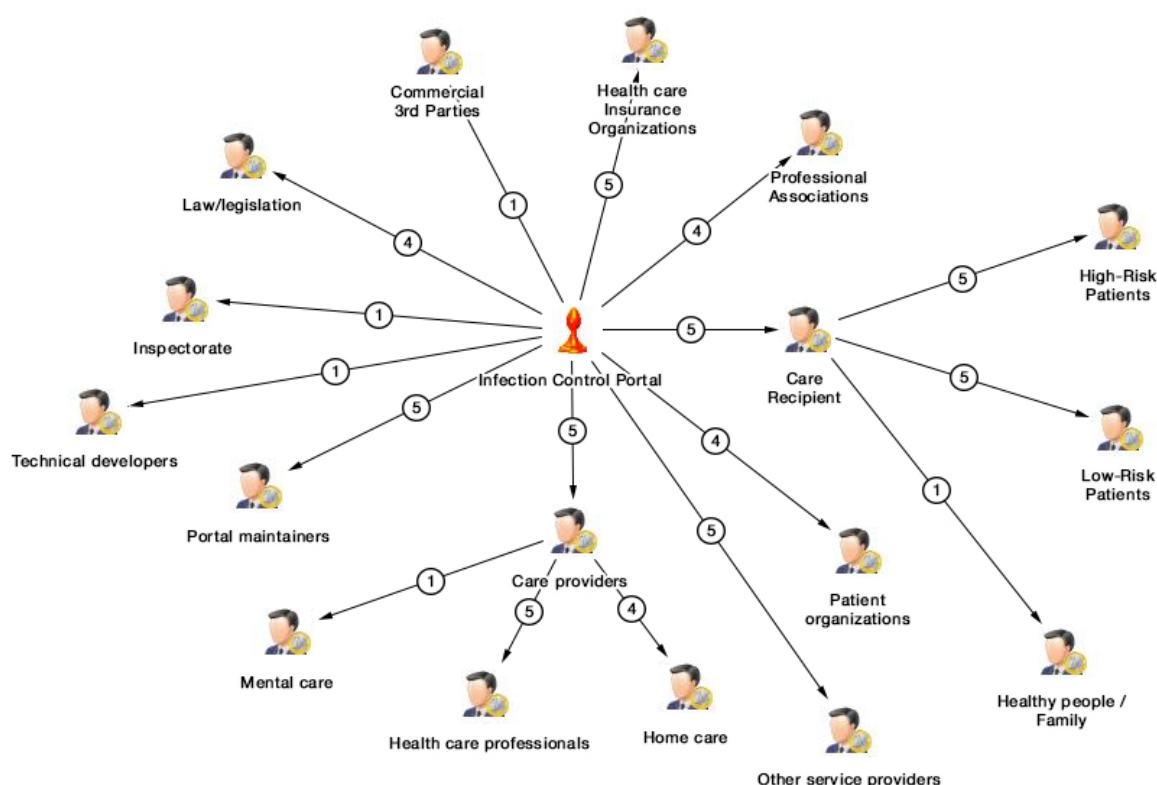 Commercial
3rd Parties
Health care
Insurance
Organizations
Professional
Associations
Law/legislation
5
1
4
4
High-Risk
Patients
5
Inspectorate
1
5
Infection Control Portal
Care
Recipient
1
5
5
5
4
Technical developers
Low-Risk
Patients
1
Portal maintainers
5
Care providers
1
5
4
Patient
organizations
Mental care
Health care professionals
Home care
Healthy people /
Family
Other service providers